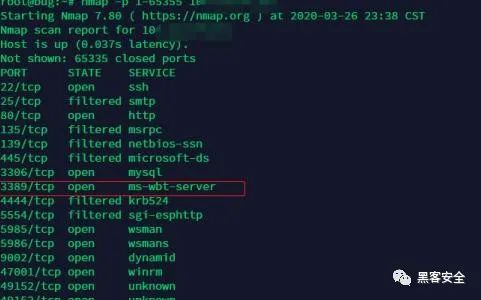 root@bug:~# nmap -p 1-65355 10
Starting Nmap 7.80 ( https://nmap.org ) at 2020-03-26 23:38 CST
Nmap scan report for 10
Host is up (0.037s latency).
Not shown: 65335 closed ports
PORT STATE SERVICE
22/tcp open ssh
25/tcp filtered smtp
80/tcp open http
135/tcp filtered msrpc
139/tcp filtered netbios-ssn
445/tcp filtered microsoft-ds
3306/tcp open mysql
3389/tcp open ms-wbt-server
4444/tcp filtered krb524
5554/tcp filtered sgi-esphttp
5985/tcp open wsman
5986/tcp open wsmans
9002/tcp open dynamid
47001/tcp open winrm
49152/tcp open unknown
49153/tcp open unknown
黑客安全